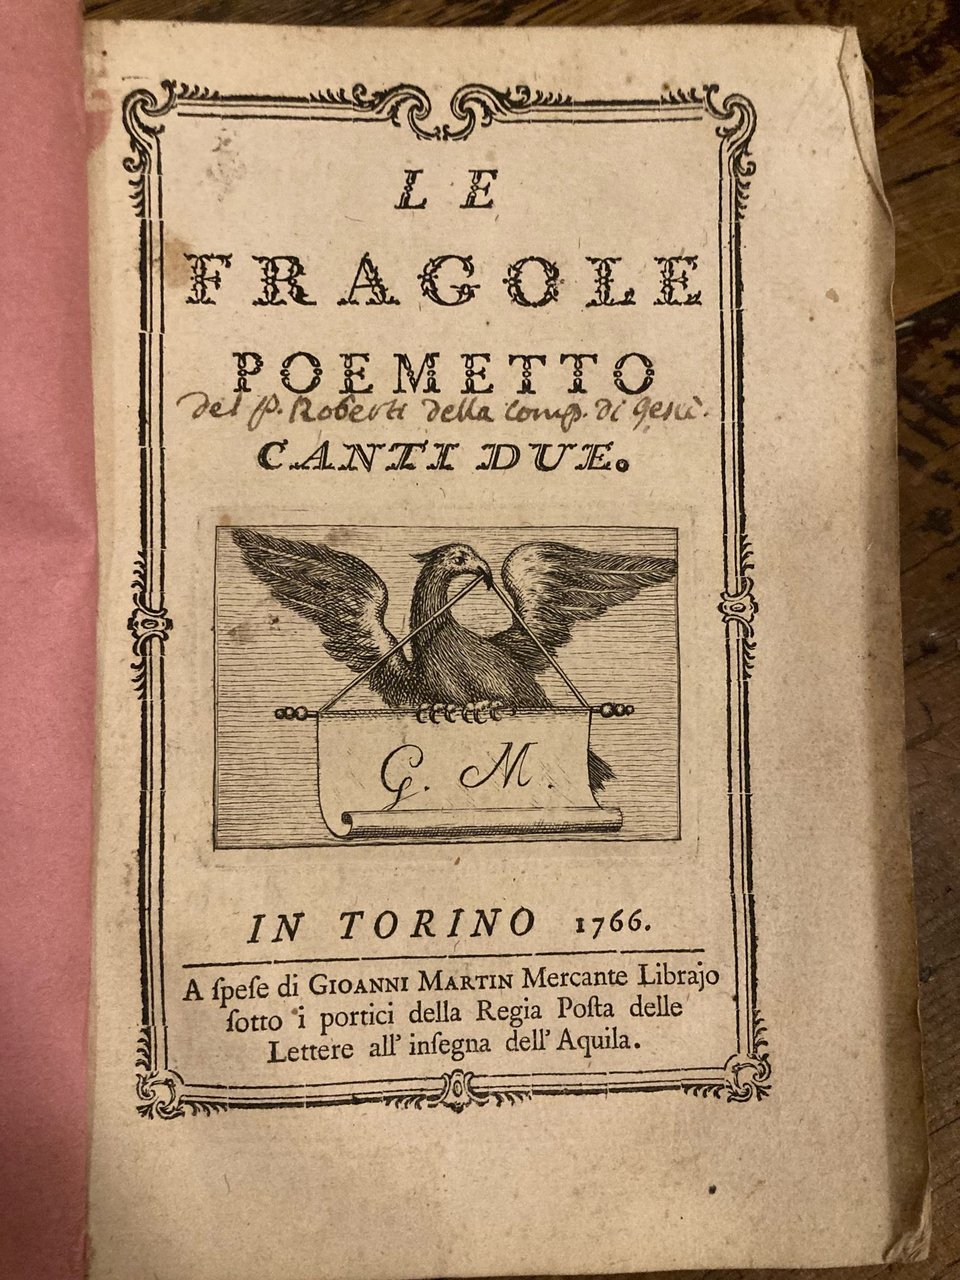 LE
FRAGOLE
POEMETTO
del P. Roberti della Comp. di Gesù.
CANTI DUE.
G. M.
IN TORINO 1766.
A ſpeſe di GIOANNI MARTIN Mercante Librajo
ſotto i portici della Regia Poſta delle
Lettere all' inſegna dell' Aquila.